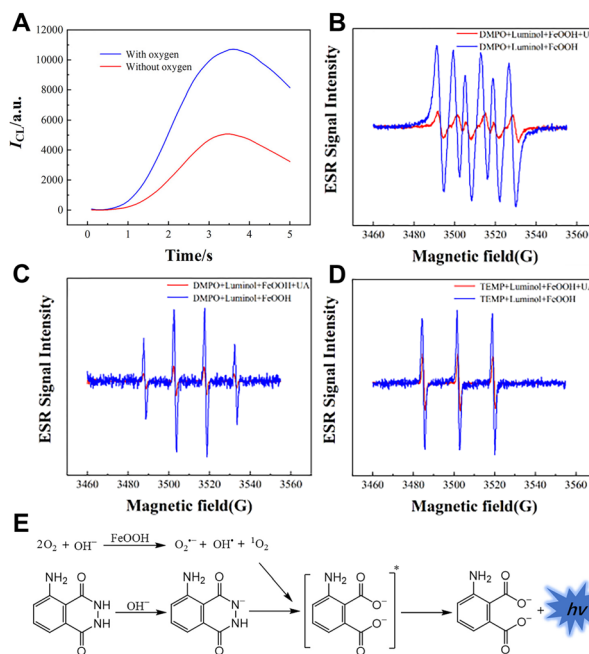 A
With oxygen
Without oxygen
I_CL/a.u.
12000
10000
8000
6000
4000
2000
0
0 1 2 3 4 5
Time/s
B
DMPO+Luminol+FeOOH+U
DMPO+Luminol+FeOOH
ESR Signal Intensity
3460 3480 3500 3520 3540 3560
Magnetic field(G)
C
DMPO+Luminol+FeOOH+UA
DMPO+Luminol+FeOOH
ESR Signal Intensity
3460 3480 3500 3520 3540 3560
Magnetic field(G)
D
TEMP+Luminol+FeOOH+UA
TEMP+Luminol+FeOOH
ESR Signal Intensity
3460 3480 3500 3520 3540 3560
Magnetic field(G)
E
2O₂ + OH⁻ FeOOH O₂•⁻ + OH• + ¹O₂
NH₂ O NH NH O
OH⁻
NH₂ O N⁻ NH O
NH₂ O O⁻ O⁻ O *
NH₂ O O⁻ O⁻ O + hv